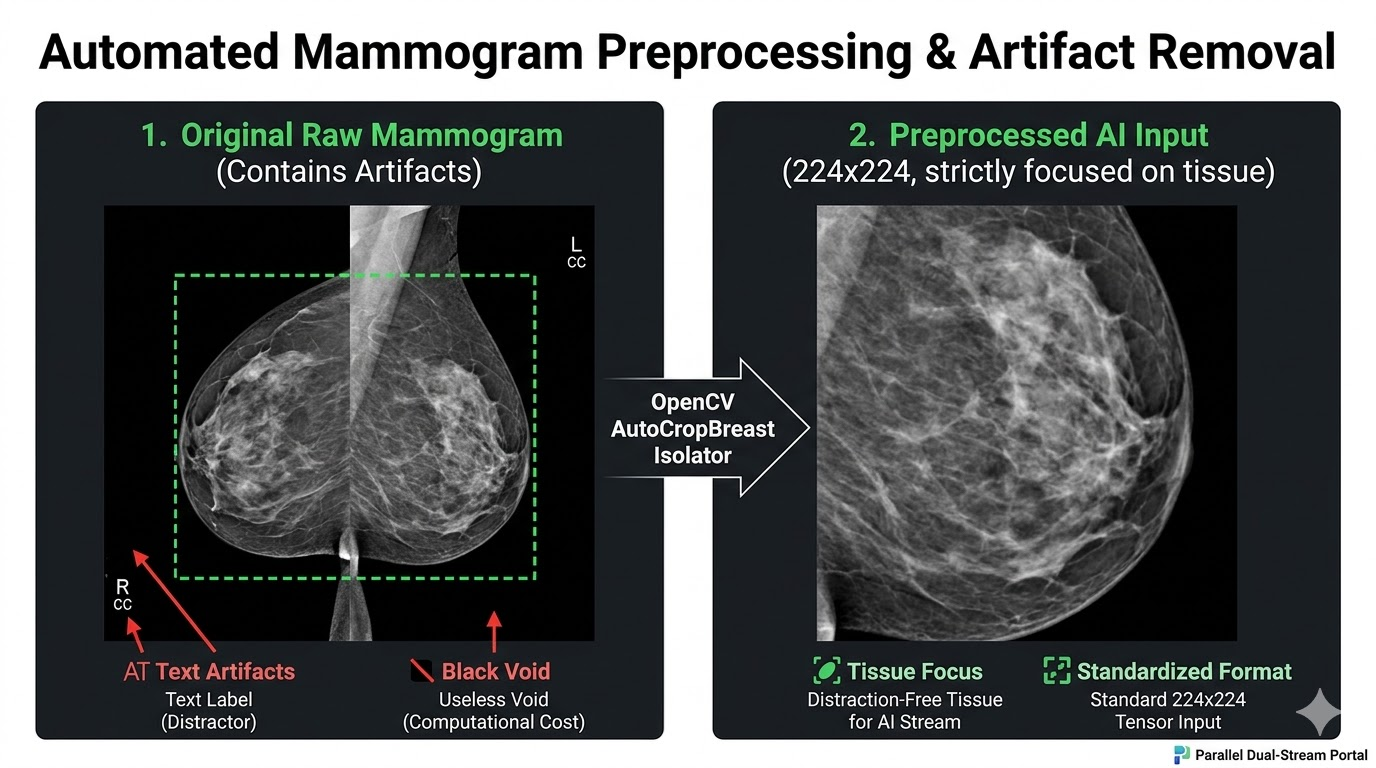 Automated Mammogram Preprocessing & Artifact Removal
1. Original Raw Mammogram
(Contains Artifacts)
L
CC
R
CC
AT Text Artifacts
Text Label
(Distractor)
Black Void
Useless Void
(Computational Cost)
OpenCV
AutoCropBreast
Isolator
2. Preprocessed AI Input
(224x224, strictly focused on tissue)
Tissue Focus
Distraction-Free Tissue
for AI Stream
Standardized Format
Standard 224x224
Tensor Input
Parallel Dual-Stream Portal